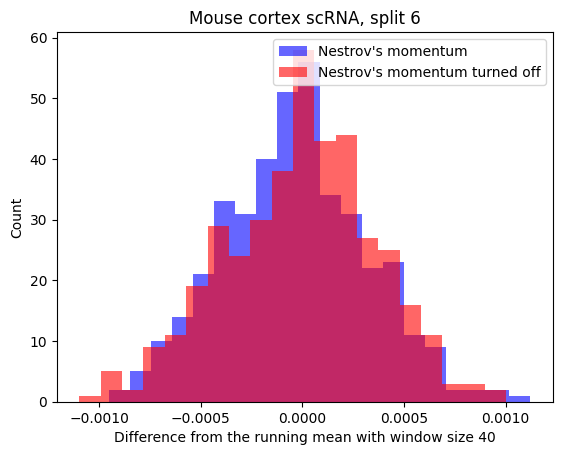 Mouse cortex scRNA, split 6
Nestrov's momentum
Nestrov's momentum turned off
60
50
40
30
20
10
0
Count
−0.0010 −0.0005 0.0000 0.0005 0.0010
Difference from the running mean with window size 40